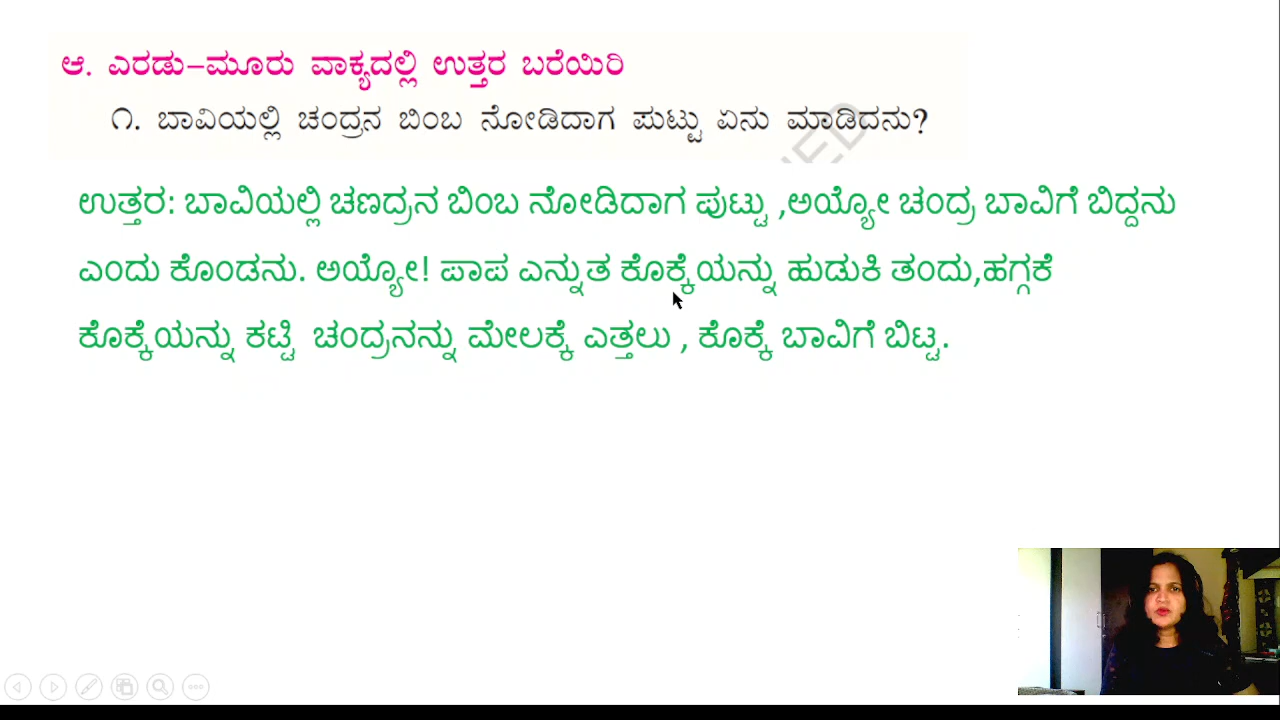 ಆ. ಎರಡು-ಮೂರು ವಾಕ್ಯದಲ್ಲಿ ಉತ್ತರ ಬರೆಯಿರಿ
೧. ಬಾವಿಯಲ್ಲಿ ಚಂದ್ರನ ಬಿಂಬ ನೋಡಿದಾಗ ಪುಟ್ಟು ಏನು ಮಾಡಿದನು?
ಉತ್ತರ: ಬಾವಿಯಲ್ಲಿ ಚಣದ್ರನ ಬಿಂಬ ನೋಡಿದಾಗ ಪುಟ್ಟು ,ಅಯ್ಯೋ ಚಂದ್ರ ಬಾವಿಗೆ ಬಿದ್ದನು
ಎಂದು ಕೊಂಡನು. ಅಯ್ಯೋ! ಪಾಪ ಎನ್ನುತ ಕೊಕ್ಕೆಯನ್ನು ಹುಡುಕಿ ತಂದು,ಹಗ್ಗಕೆ
ಕೊಕ್ಕೆಯನ್ನು ಕಟ್ಟಿ ಚಂದ್ರನನ್ನು ಮೇಲಕ್ಕೆ ಎತ್ತಲು , ಕೊಕ್ಕೆ ಬಾವಿಗೆ ಬಿಟ್ಟ.